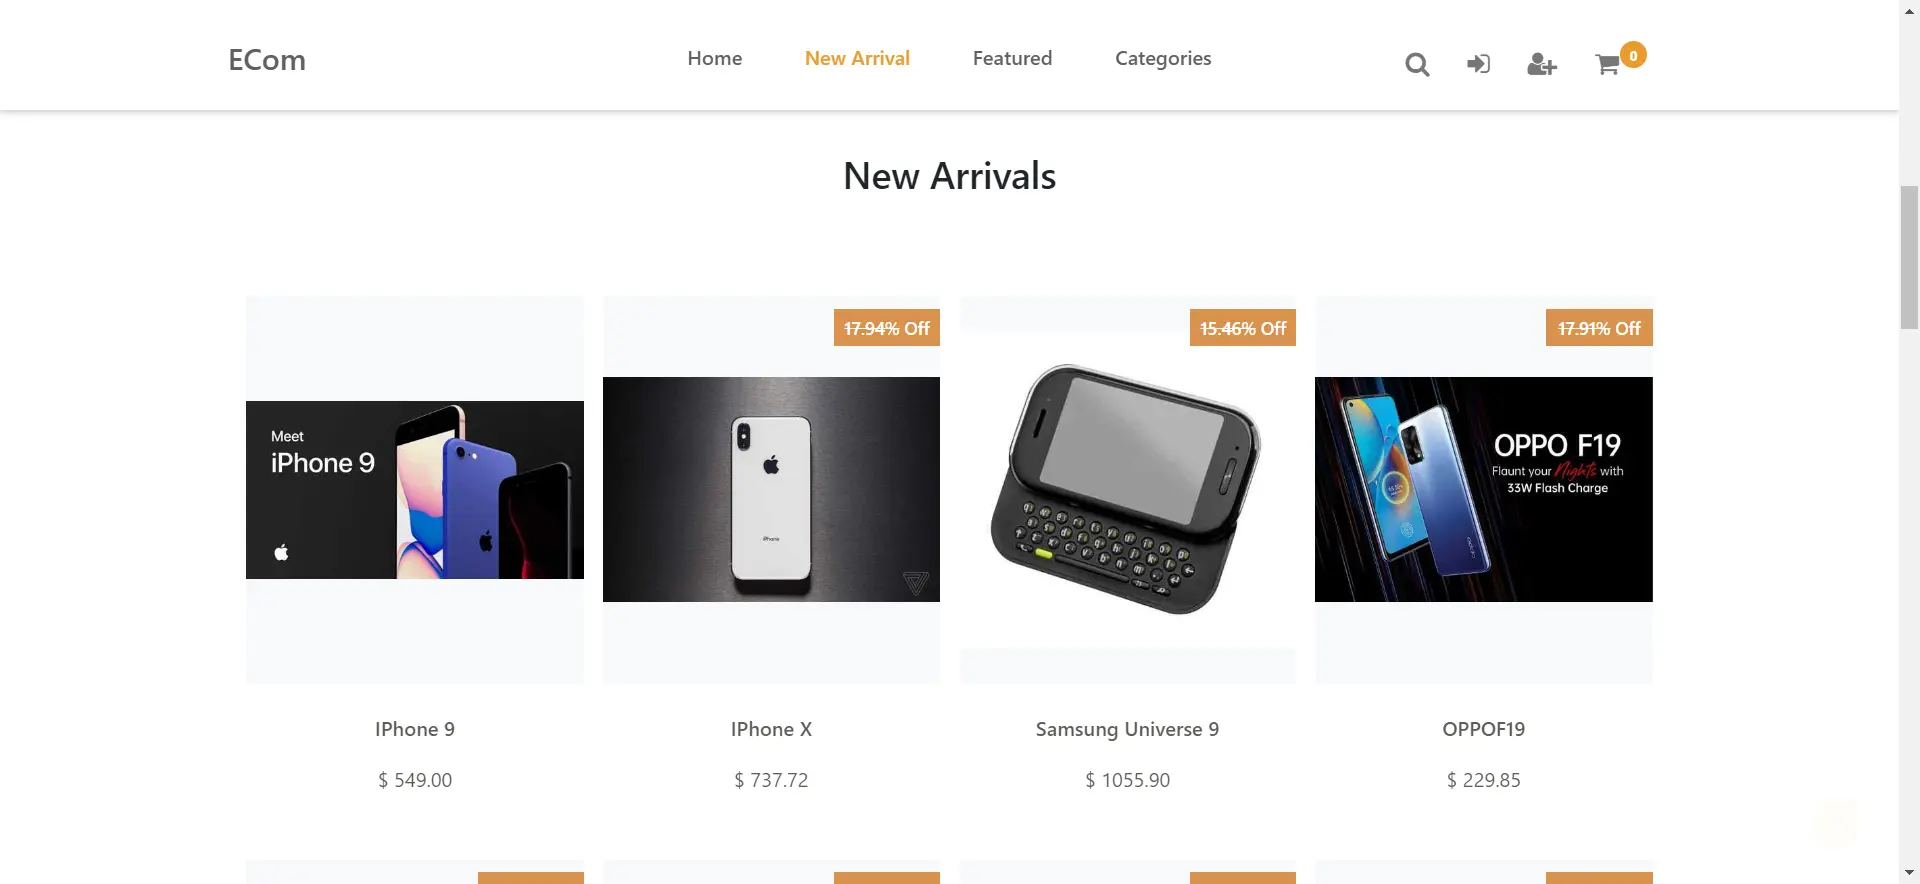 ECom
Home
New Arrival
Featured
Categories
0
New Arrivals
17.94% Off
15.46% Off
17.91% Off
Meet
iPhone 9
iPhone
OPPO F19
Flaunt your Nights with
33W Flash Charge
IPhone 9
IPhone X
Samsung Universe 9
OPPOF19
$ 549.00
$ 737.72
$ 1055.90
$ 229.85